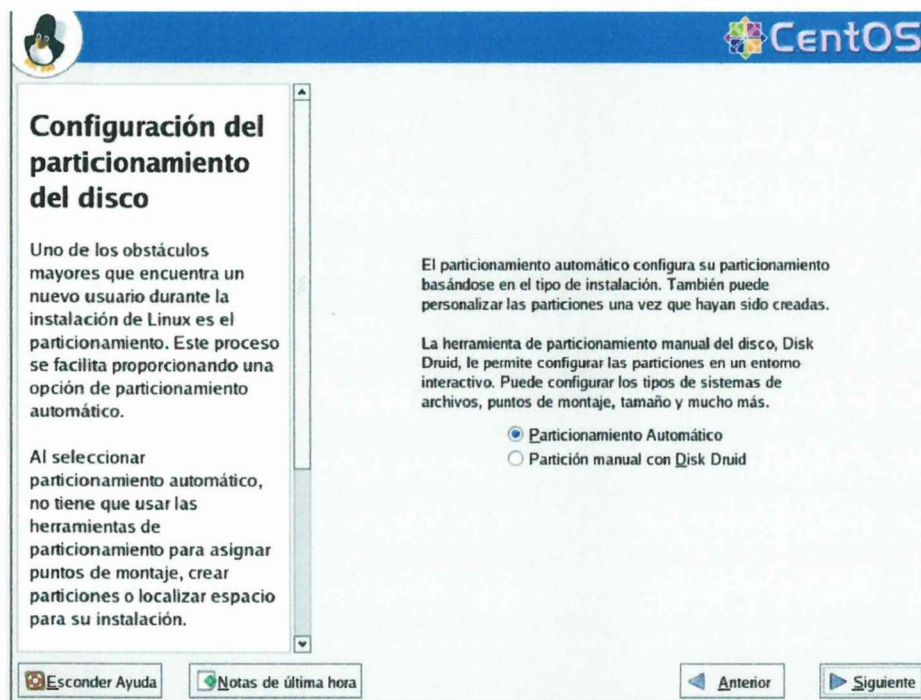 CentOS
Configuración del
particionamiento
del disco
Uno de los obstáculos
mayores que encuentra un
nuevo usuario durante la
instalación de Linux es el
particionamiento. Este proceso
se facilita proporcionando una
opción de particionamiento
automático.
Al seleccionar
particionamiento automático,
no tiene que usar las
herramientas de
particionamiento para asignar
puntos de montaje, crear
particiones o localizar espacio
para su instalación.
El particionamiento automático configura su particionamiento
basándose en el tipo de instalación. También puede
personalizar las particiones una vez que hayan sido creadas.
La herramienta de particionamiento manual del disco, Disk
Druid, le permite configurar las particiones en un entorno
interactivo. Puede configurar los tipos de sistemas de
archivos, puntos de montaje, tamaño y mucho más.
Particionamiento Automático
Partición manual con Disk Druid
Esconder Ayuda
Notas de última hora
Anterior
Siguiente